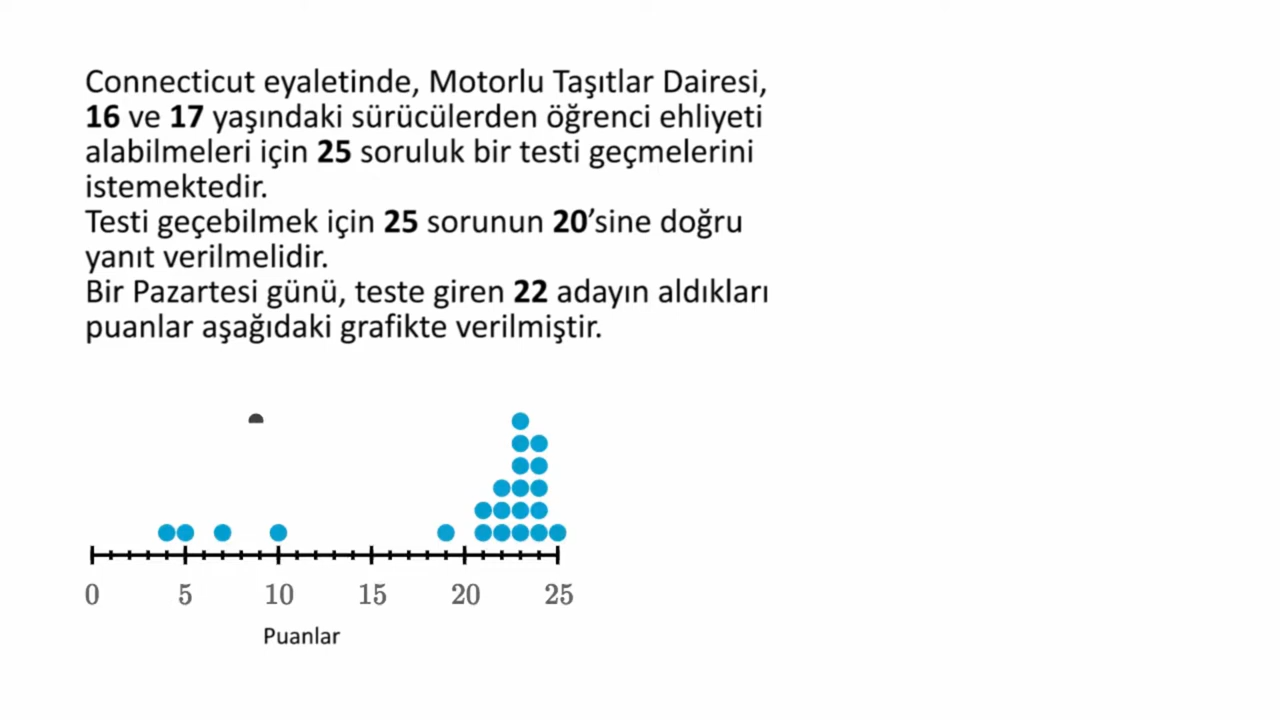 Connecticut eyaletinde, Motorlu Taşıtlar Dairesi,
16 ve 17 yaşındaki sürücülerden öğrenci ehliyeti
alabilmeleri için 25 soruluk bir testi geçmelerini
istemektedir.
Testi geçebilmek için 25 sorunun 20’sine doğru
yanıt verilmelidir.
Bir Pazartesi günü, teste giren 22 adayın aldıkları
puanlar aşağıdaki grafikte verilmiştir.
0 5 10 15 20 25
Puanlar